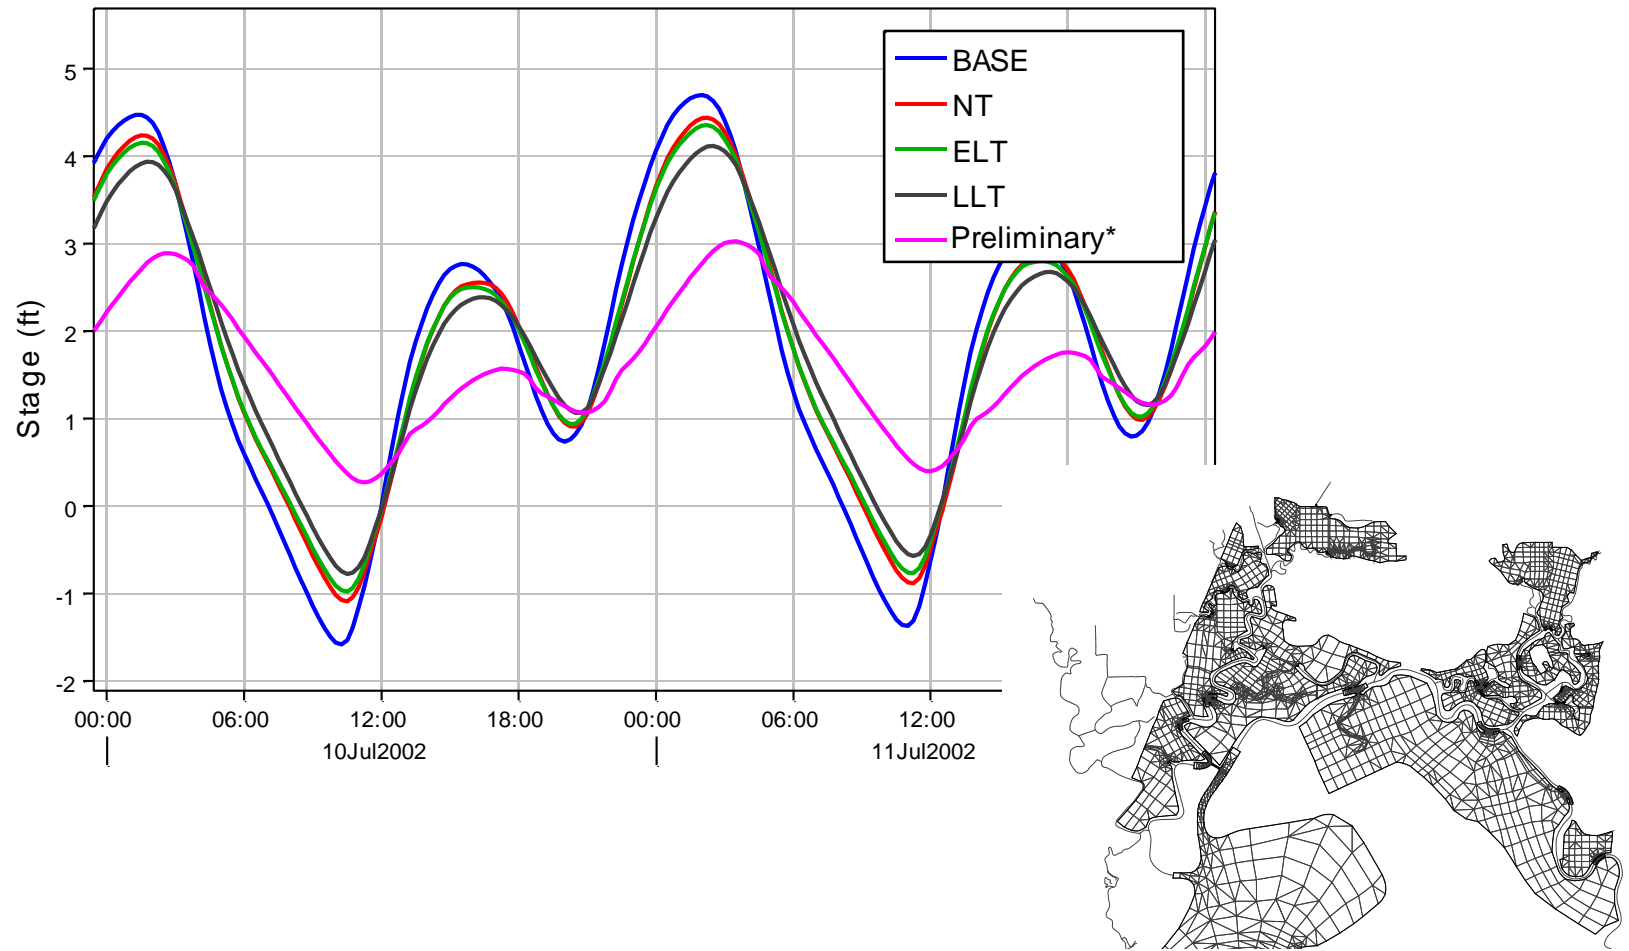 BASE
NT
ELT
LLT
Preliminary*
Stage (ft)
5
4
3
2
1
0
-1
-2
00:00 06:00 12:00 18:00 00:00 06:00 12:00
10Jul2002 11Jul2002